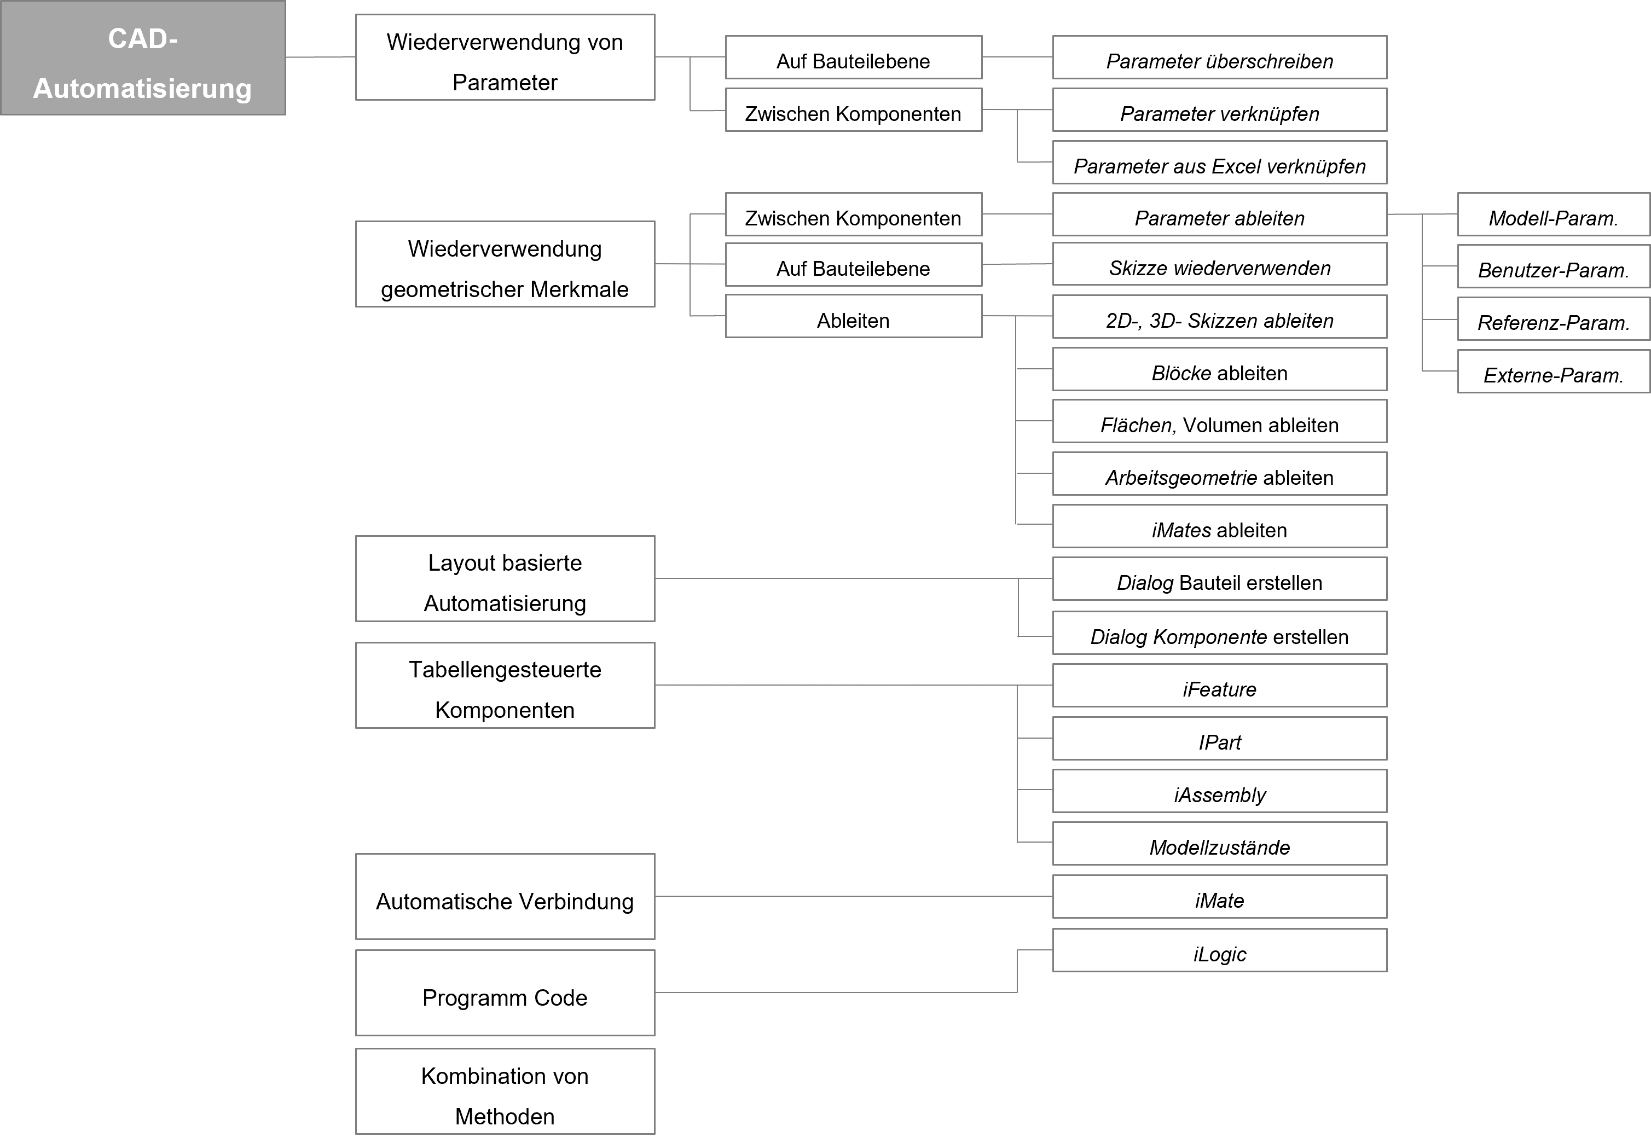 CAD-
Automatisierung
Wiederverwendung von
Parameter
Auf Bauteilebene
Parameter überschreiben
Zwischen Komponenten
Parameter verknüpfen
Parameter aus Excel verknüpfen
Wiederverwendung
geometrischer Merkmale
Zwischen Komponenten
Parameter ableiten
Modell-Param.
Benutzer-Param.
Referenz-Param.
Externe-Param.
Auf Bauteilebene
Skizze wiederverwenden
Ableiten
2D-, 3D- Skizzen ableiten
Blöcke ableiten
Flächen, Volumen ableiten
Arbeitsgeometrie ableiten
iMates ableiten
Layout basierte
Automatisierung
Dialog Bauteil erstellen
Dialog Komponente erstellen
Tabellengesteuerte
Komponenten
iFeature
IPart
iAssembly
Modellzustände
Automatische Verbindung
iMate
Programm Code
iLogic
Kombination von
Methoden